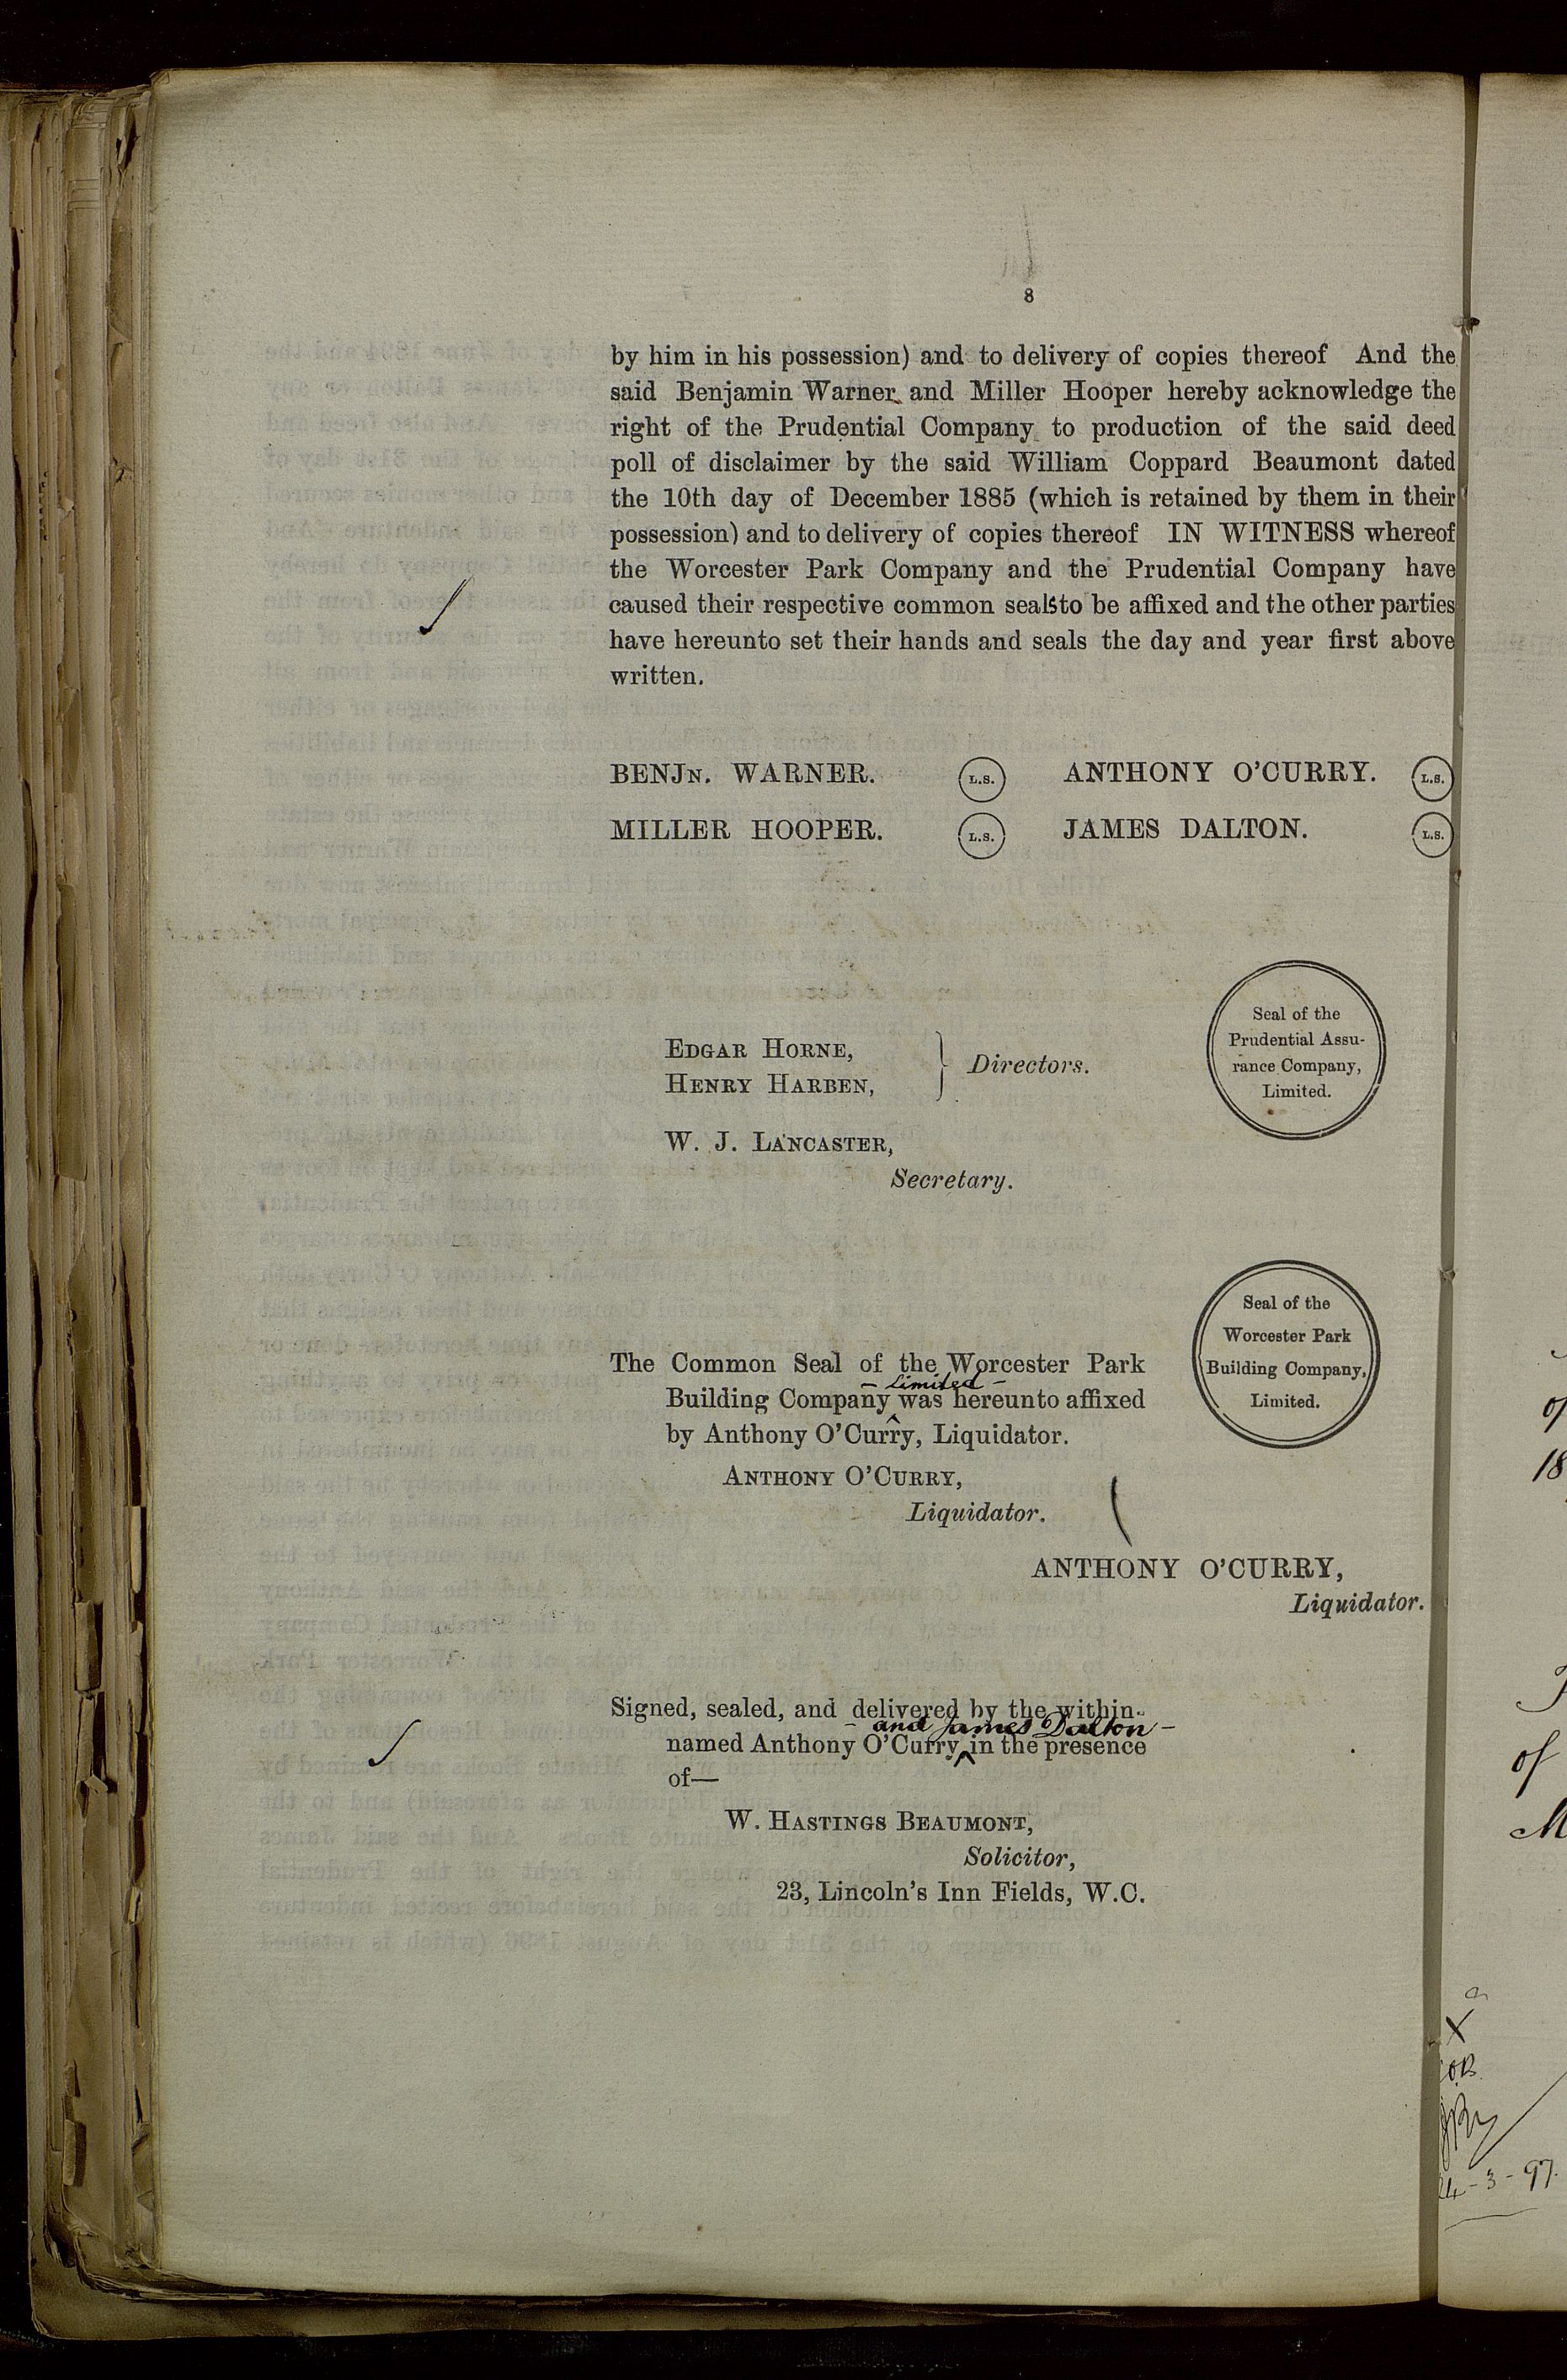 8
by him in his possession) and to delivery of copies thereof And the
said Benjamin Warner and Miller Hooper hereby acknowledge the
right of the Prudential Company to production of the said deed
poll of disclaimer by the said William Coppard Beaumont dated
the 10th day of December 1885 (which is retained by them in their
possession) and to delivery of copies thereof IN WITNESS whereof
the Worcester Park Company and the Prudential Company have
caused their respective common seals to be affixed and the other parties
have hereunto set their hands and seals the day and year first above
written.
BENJN. WARNER. L.S. ANTHONY O'CURRY. L.S.
MILLER HOOPER. L.S. JAMES DALTON. L.S.
Seal of the
Prudential Assu-
rance Company,
Limited.
EDGAR HORNE,
HENRY HARBEN,
Directors.
W. J. LANCASTER,
Secretary.
Seal of the
Worcester Park
Building Company,
Limited.
The Common Seal of the Worcester Park
- Limited -
Building Company was hereunto affixed
by Anthony O'Curry, Liquidator.
ANTHONY O'CURRY,
Liquidator.
ANTHONY O'CURRY,
Liquidator.
Signed, sealed, and delivered by the within-
- and James Dalton -
named Anthony O'Curry in the presence
of—
W. HASTINGS BEAUMONT,
Solicitor,
23, Lincoln's Inn Fields, W.C.
of
18
of
M
24-3-97.